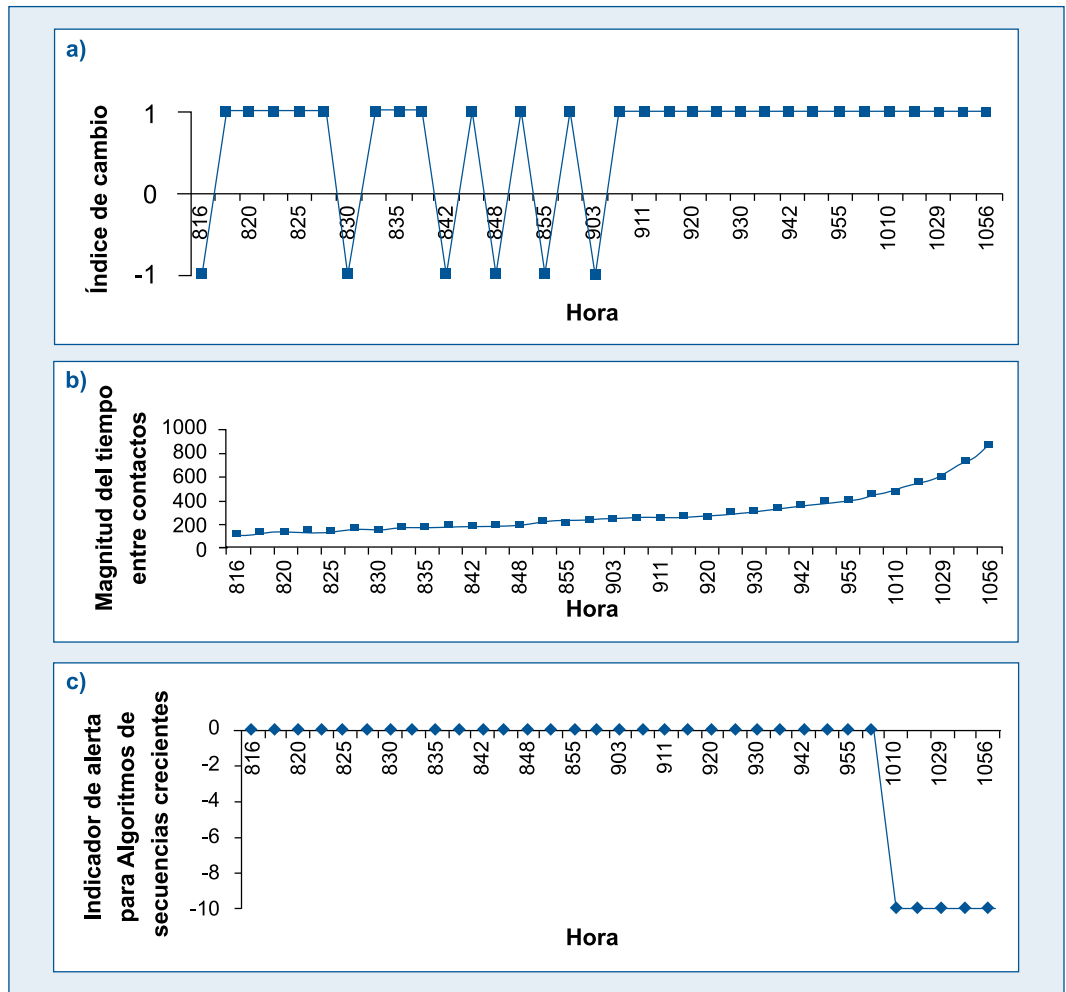 a)
Índice de cambio
1
0
-1
816 820 825 830 835 842 848 855 903 911 920 930 942 955 1010 1029 1056
Hora
b)
Magnitud del tiempo
entre contactos
1000
800
600
400
200
0
816 820 825 830 835 842 848 855 903 911 920 930 942 955 1010 1029 1056
Hora
c)
Indicador de alerta
para Algoritmos de
secuencias crecientes
0
-2
-4
-6
-8
-10
816 820 825 830 835 842 848 855 903 911 920 930 942 955 1010 1029 1056
Hora